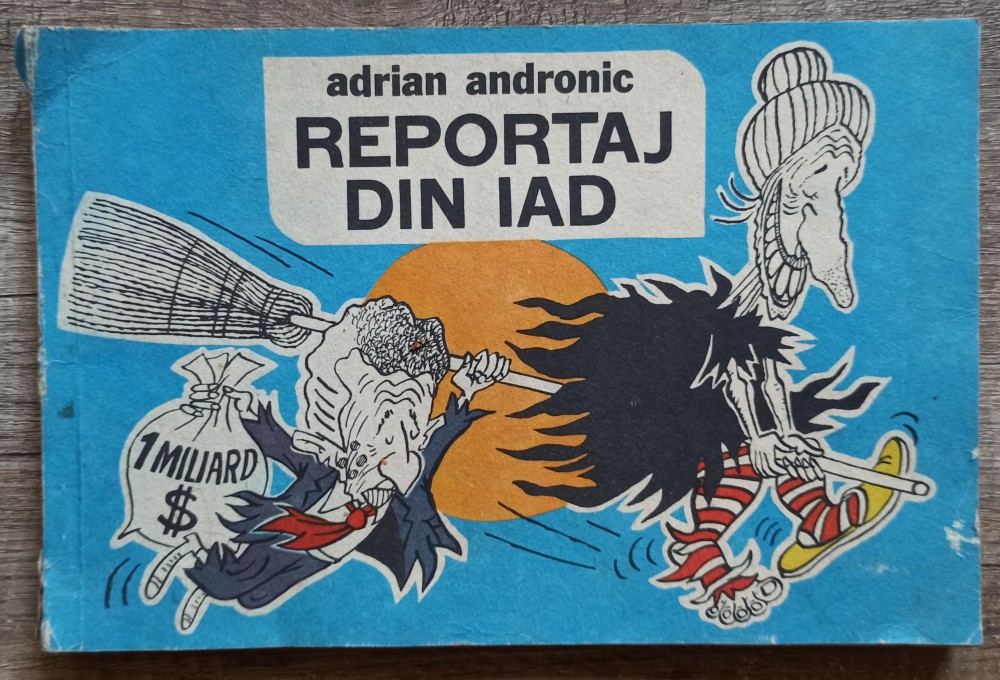 adrian andronic
REPORTAJ
DIN IAD
1 MILIARD
$